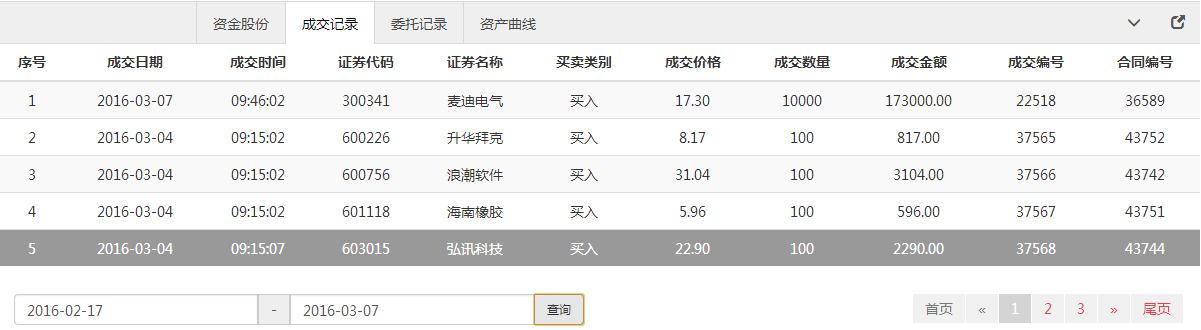 资金股份 成交记录 委托记录 资产曲线
序号 成交日期 成交时间 证券代码 证券名称 买卖类别 成交价格 成交数量 成交金额 成交编号 合同编号
1 2016-03-07 09:46:02 300341 麦迪电气 买入 17.30 10000 173000.00 22518 36589
2 2016-03-04 09:15:02 600226 升华拜克 买入 8.17 100 817.00 37565 43752
3 2016-03-04 09:15:02 600756 浪潮软件 买入 31.04 100 3104.00 37566 43742
4 2016-03-04 09:15:02 601118 海南橡胶 买入 5.96 100 596.00 37567 43751
5 2016-03-04 09:15:07 603015 弘讯科技 买入 22.90 100 2290.00 37568 43744
2016-02-17 - 2016-03-07 查询 首页 « 1 2 3 » 尾页